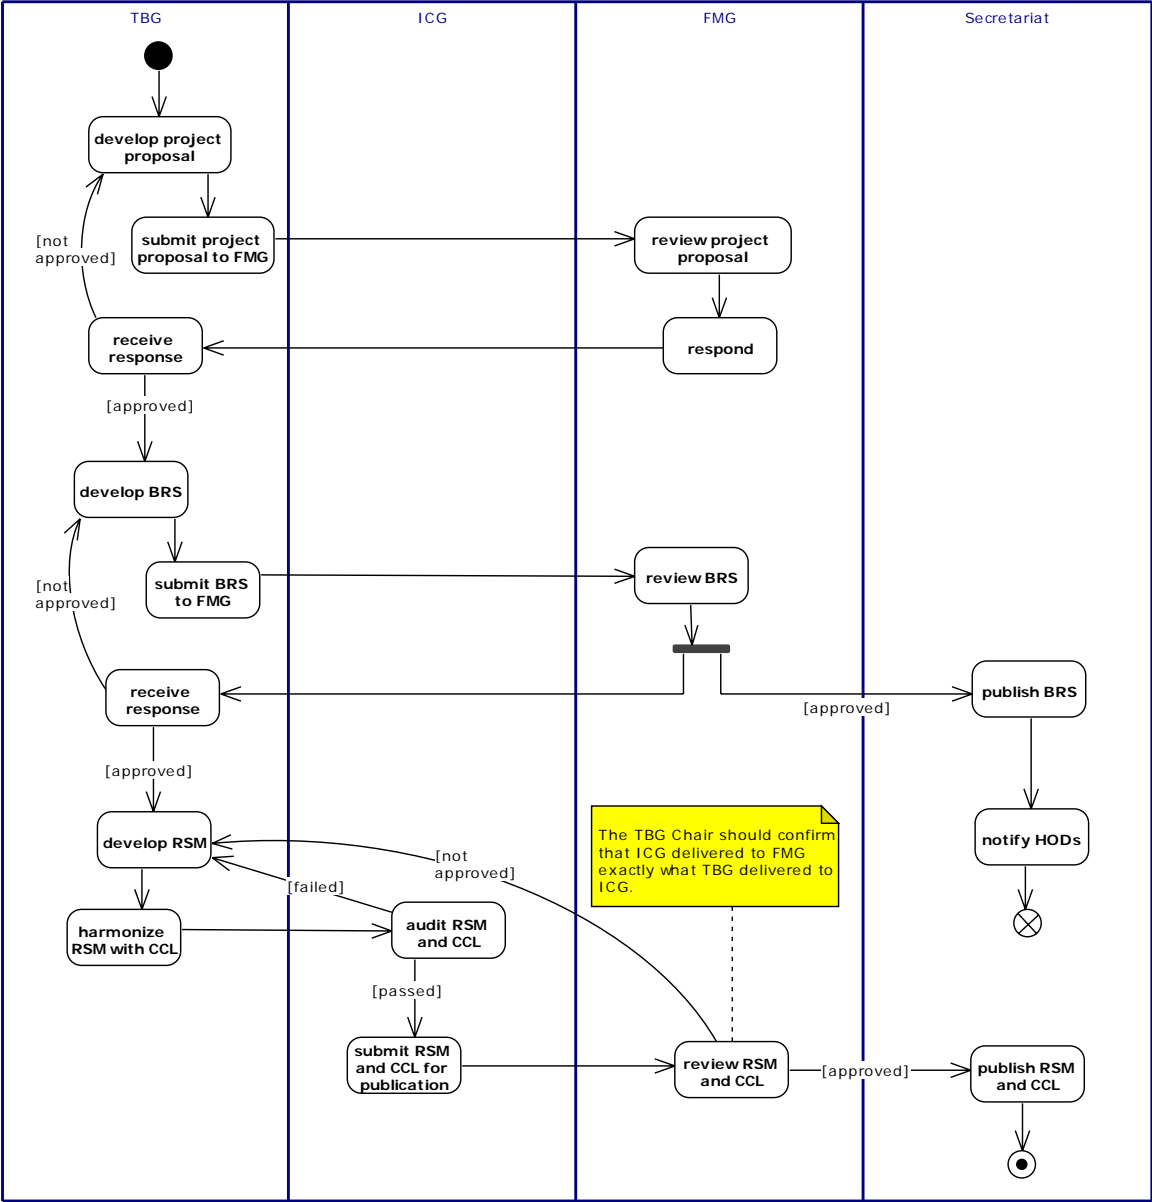 TBG
ICG
FMG
Secretariat
develop project
proposal
submit project
proposal to FMG
review project
proposal
[not
approved]
receive
response
respond
[approved]
develop BRS
submit BRS
to FMG
review BRS
[not
approved]
receive
response
publish BRS
[approved]
[approved]
develop RSM
The TBG Chair should confirm
that ICG delivered to FMG
exactly what TBG delivered to
ICG.
notify HODs
[not
approved]
[failed]
harmonize
RSM with CCL
audit RSM
and CCL
[passed]
submit RSM
and CCL for
publication
review RSM
and CCL
[approved]
publish RSM
and CCL